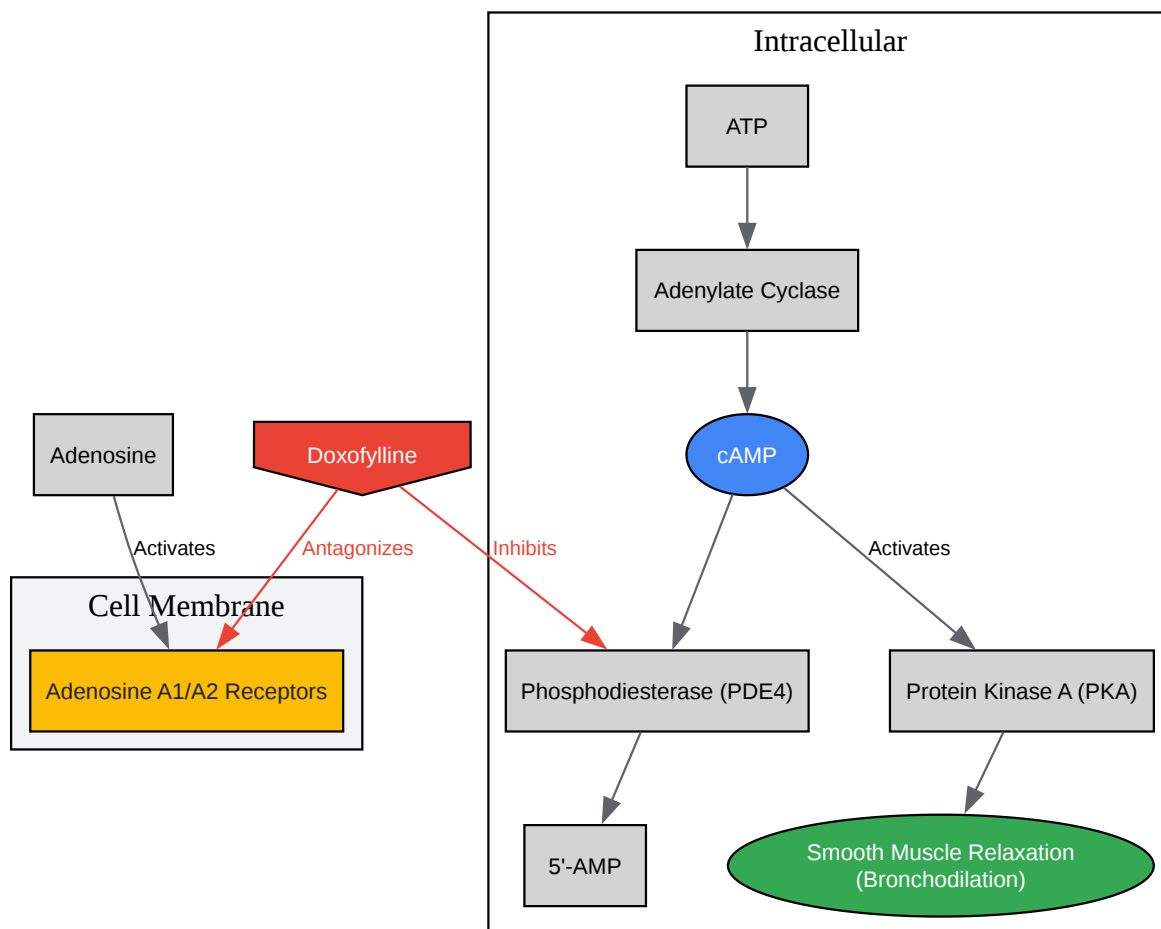 Intracellular
ATP
Adenylate Cyclase
Adenosine
Doxofylline
cAMP
Activates
Antagonizes
Inhibits
Activates
Cell Membrane
Adenosine A1/A2 Receptors
Phosphodiesterase (PDE4)
Protein Kinase A (PKA)
5'-AMP
Smooth Muscle Relaxation
(Bronchodilation)